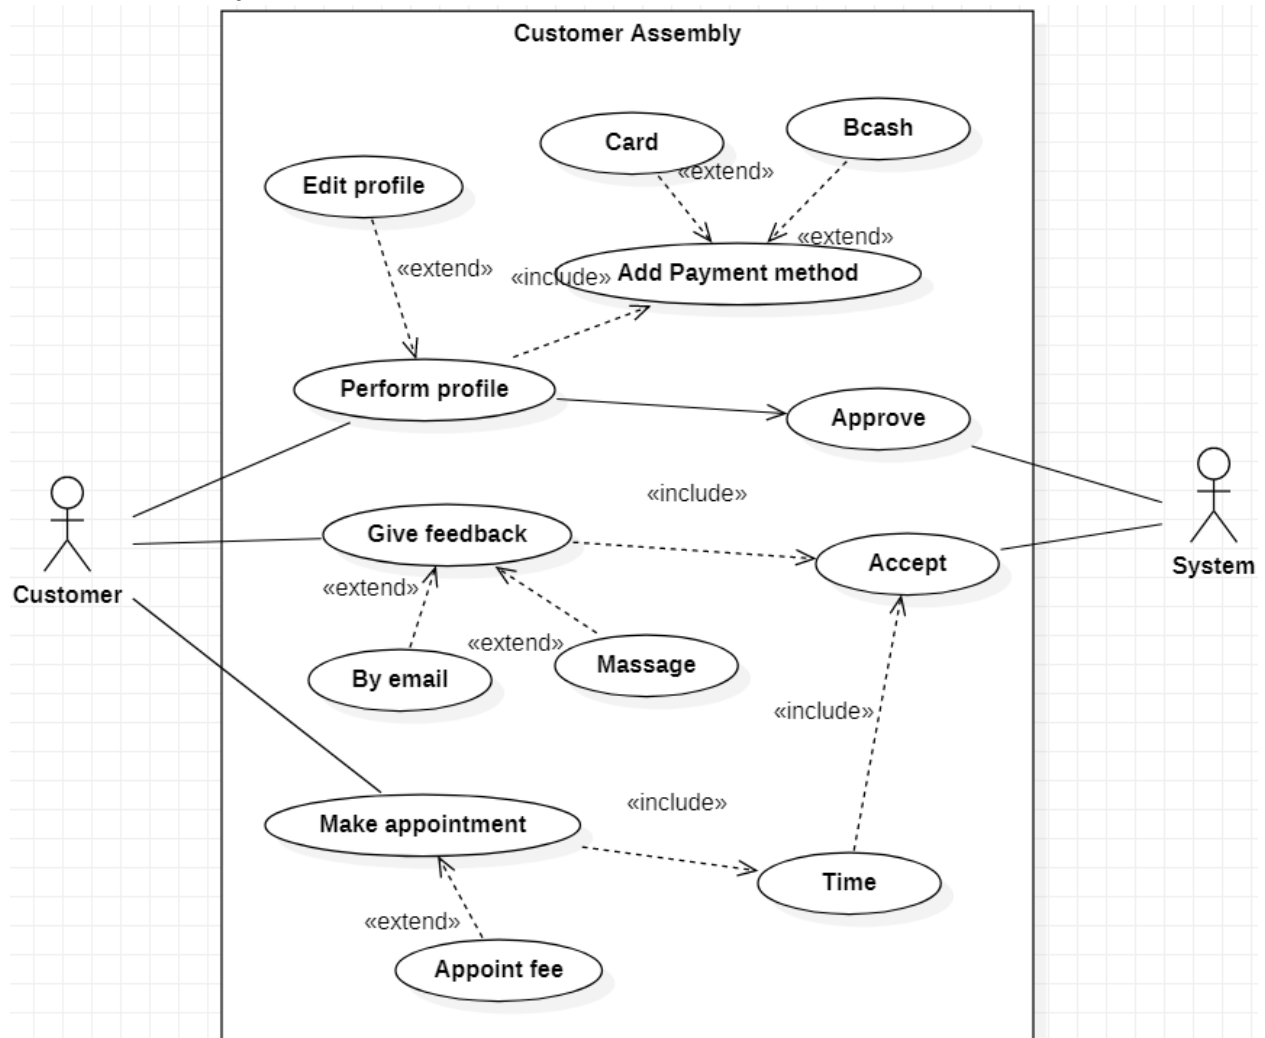 Customer Assembly
Card
Bcash
«extend»
Edit profile
«extend»
«extend»
«include»
Add Payment method
Perform profile
Approve
«include»
Give feedback
Accept
System
«extend»
Customer
«extend»
Massage
By email
«include»
«include»
Make appointment
Time
«extend»
Appoint fee